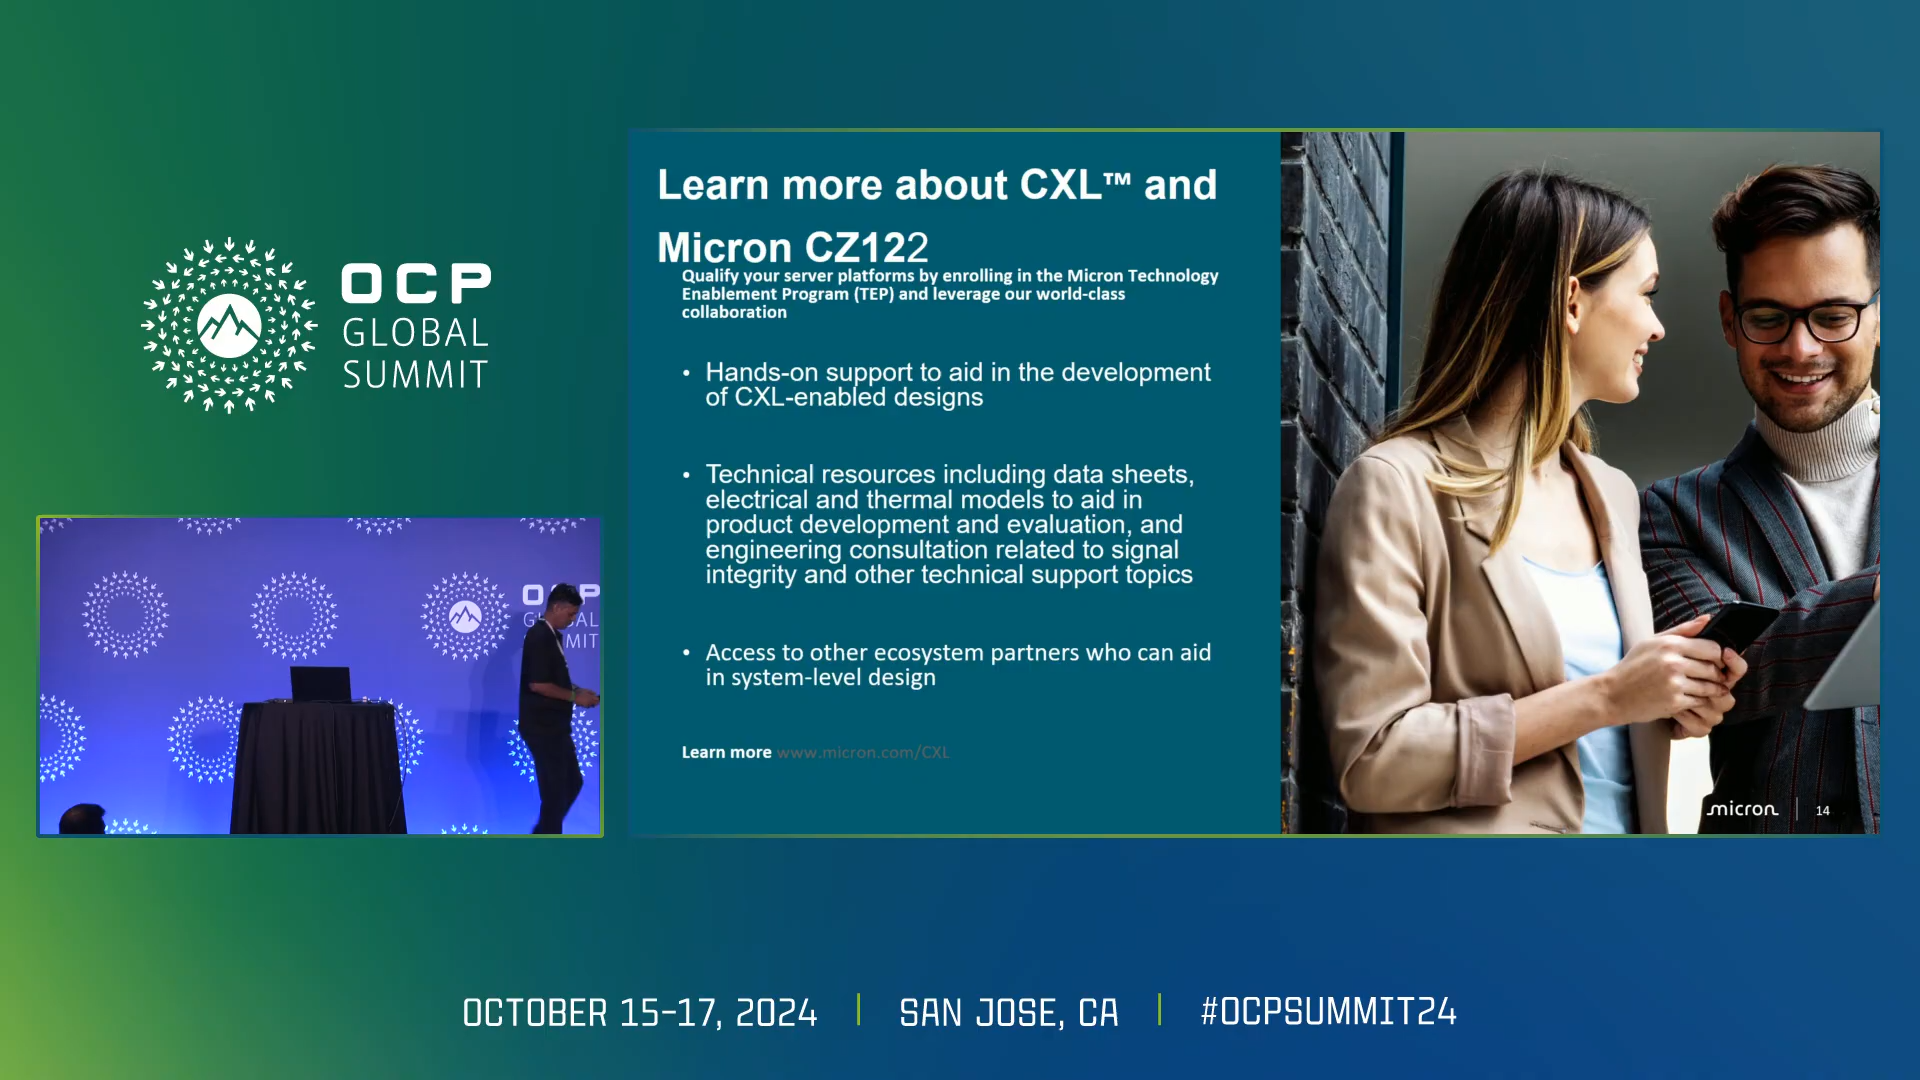 OCP
GLOBAL
SUMMIT
Learn more about CXL™ and
Micron CZ122
Qualify your server platforms by enrolling in the Micron Technology
Enablement Program (TEP) and leverage our world-class
collaboration
• Hands-on support to aid in the development
of CXL-enabled designs
• Technical resources including data sheets,
electrical and thermal models to aid in
product development and evaluation, and
engineering consultation related to signal
integrity and other technical support topics
• Access to other ecosystem partners who can aid
in system-level design
Learn more www.micron.com/CXL
micron | 14
OCTOBER 15-17, 2024 | SAN JOSE, CA | #OCPSUMMIT24